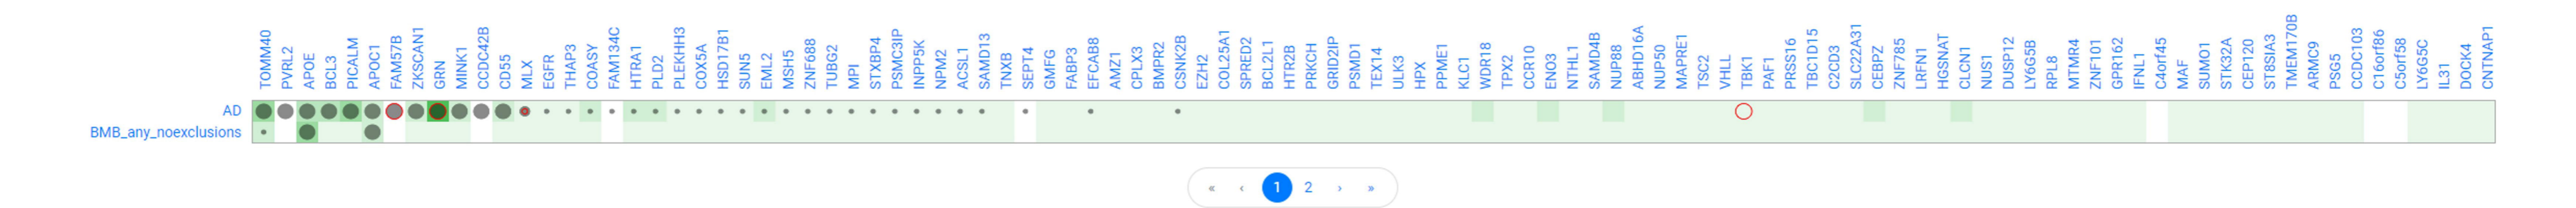 TOMM40 PVRL2 APOE BCL3 PICALM APOC1 FAM57B ZKSCAN1 GRN MINK1 CCDC42B CD55 MLX EGFR THAP3 COASY FAM134C HTRA1 PLD2 PLEKHH3 COX5A HSD17B1 SUN5 EML2 MSH5 ZNF688 TUBG2 MPI STXBP4 PSMC3IP INPP5K NPM2 ACSL1 SAMD13 TNXB SEPT4 GMFG FABP3 EFCAB8 AMZ1 CPLX3 BMPR2 CSNK2B EZH2 COL25A1 SPRED2 BCL2L1 HTR2B PRKCH GRID2IP PSMD1 TEX14 ULK3 HPX PPME1 KLC1 WDR18 TPX2 CCR10 ENO3 NTHL1 SAMD4B NUP88 ABHD16A NUP50 MAPRE1 TSC2 VHLL TBK1 PAF1 PRSS16 TBC1D15 C2CD3 SLC22A31 CEBPZ ZNF785 LRFN1 HGSNAT CLCN1 NUS1 DUSP12 LY6G5B RPL8 MTMR4 ZNF101 GPR162 IFNL1 C4orf45 MAF SUMO1 STK32A CEP120 ST8SIA3 TMEM170B ARMC9 PSG5 CCDC103 C16orf86 C5orf58 LY6G5C IL31 DOCK4 CNTNAP1
AD
BMB_any_noexclusions
« ‹ 1 2 › »